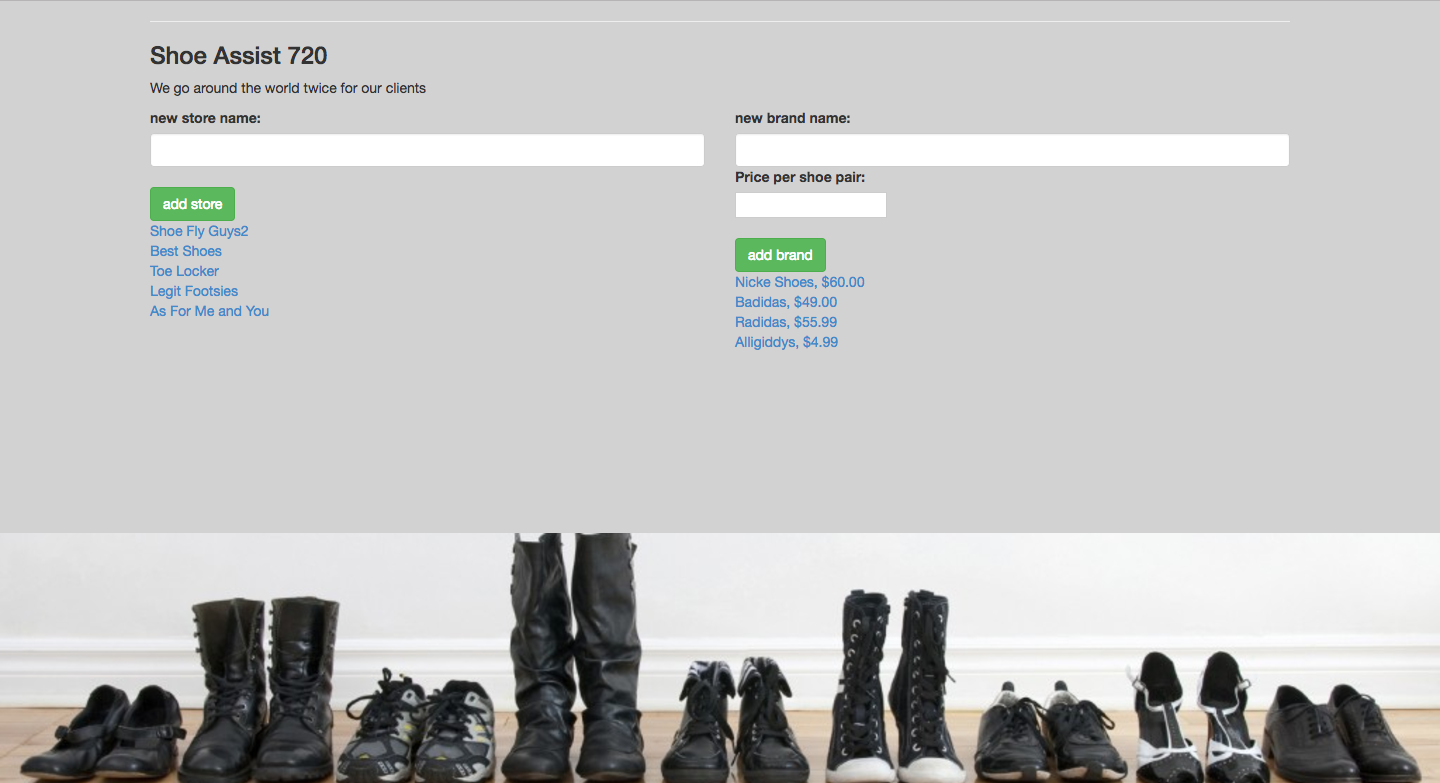 Shoe Assist 720
We go around the world twice for our clients
new store name:
add store
Shoe Fly Guys2
Best Shoes
Toe Locker
Legit Footsies
As For Me and You
new brand name:
Price per shoe pair:
add brand
Nicke Shoes, $60.00
Badidas, $49.00
Radidas, $55.99
Alligiddys, $4.99